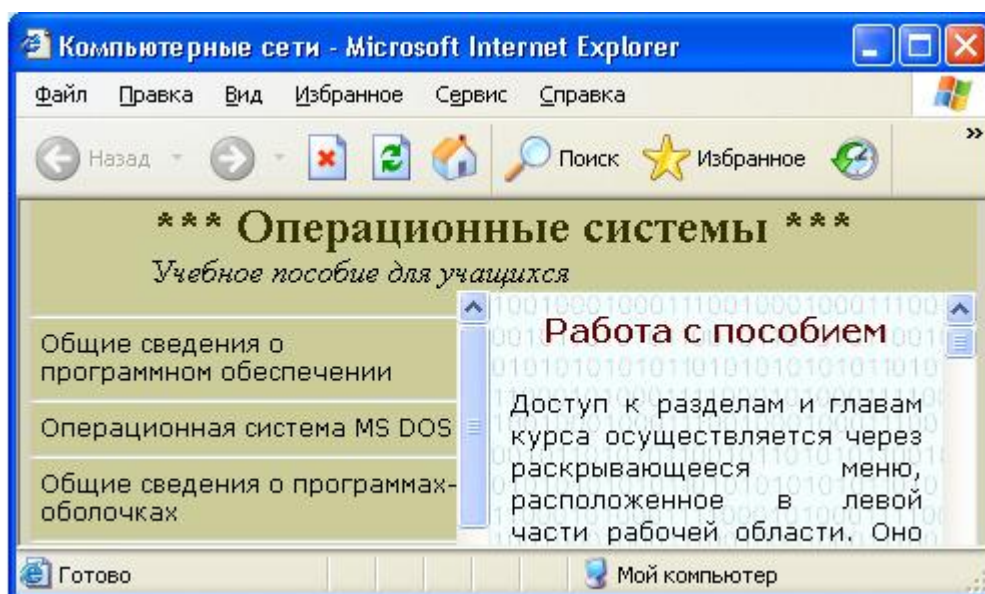 Компьютерные сети - Microsoft Internet Explorer
Файл Правка Вид Избранное Сервис Справка
Назад Поиск Избранное »
*** Операционные системы ***
Учебное пособие для учащихся
Общие сведения о
программном обеспечении
Операционная система MS DOS
Общие сведения о программах-
оболочках
Работа с пособием
Доступ к разделам и главам
курса осуществляется через
раскрывающееся меню,
расположенное в левой
части рабочей области. Оно
Готово Мой компьютер